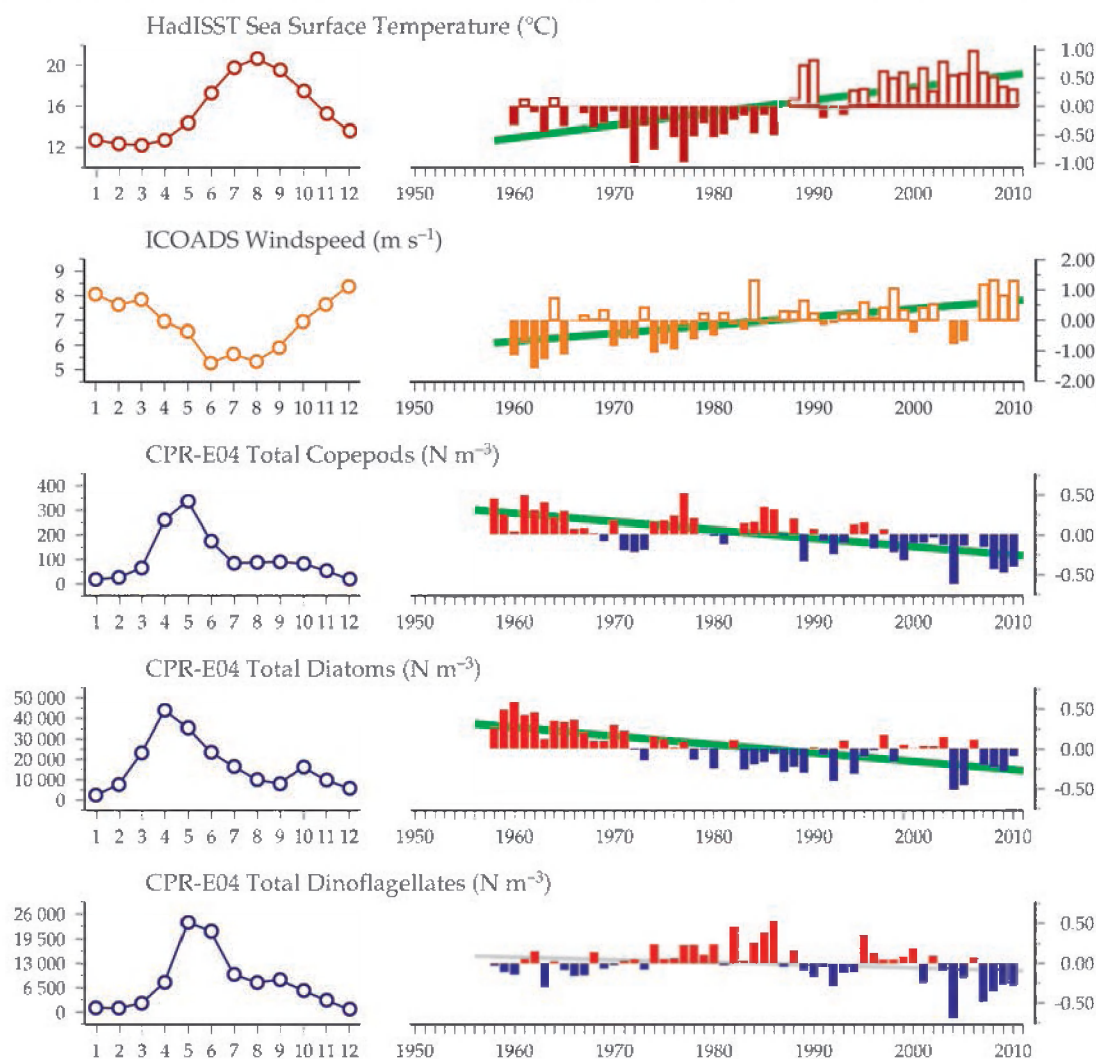 HadISST Sea Surface Temperature (°C)
20
16
12
1 2 3 4 5 6 7 8 9 10 11 12
1.00
0.50
0.00
-0.50
-1.00
1950 1960 1970 1980 1990 2000 2010
ICOADS Windspeed (m s⁻¹)
9
8
7
6
5
1 2 3 4 5 6 7 8 9 10 11 12
2.00
1.00
0.00
-1.00
-2.00
1950 1960 1970 1980 1990 2000 2010
CPR-E04 Total Copepods (N m⁻³)
400
300
200
100
0
1 2 3 4 5 6 7 8 9 10 11 12
0.50
0.00
-0.50
1950 1960 1970 1980 1990 2000 2010
CPR-E04 Total Diatoms (N m⁻³)
50 000
40 000
30 000
20 000
10 000
0
1 2 3 4 5 6 7 8 9 10 11 12
0.50
0.00
-0.50
1950 1960 1970 1980 1990 2000 2010
CPR-E04 Total Dinoflagellates (N m⁻³)
26 000
19 500
13 000
6 500
0
1 2 3 4 5 6 7 8 9 10 11 12
0.50
0.00
-0.50
1950 1960 1970 1980 1990 2000 2010